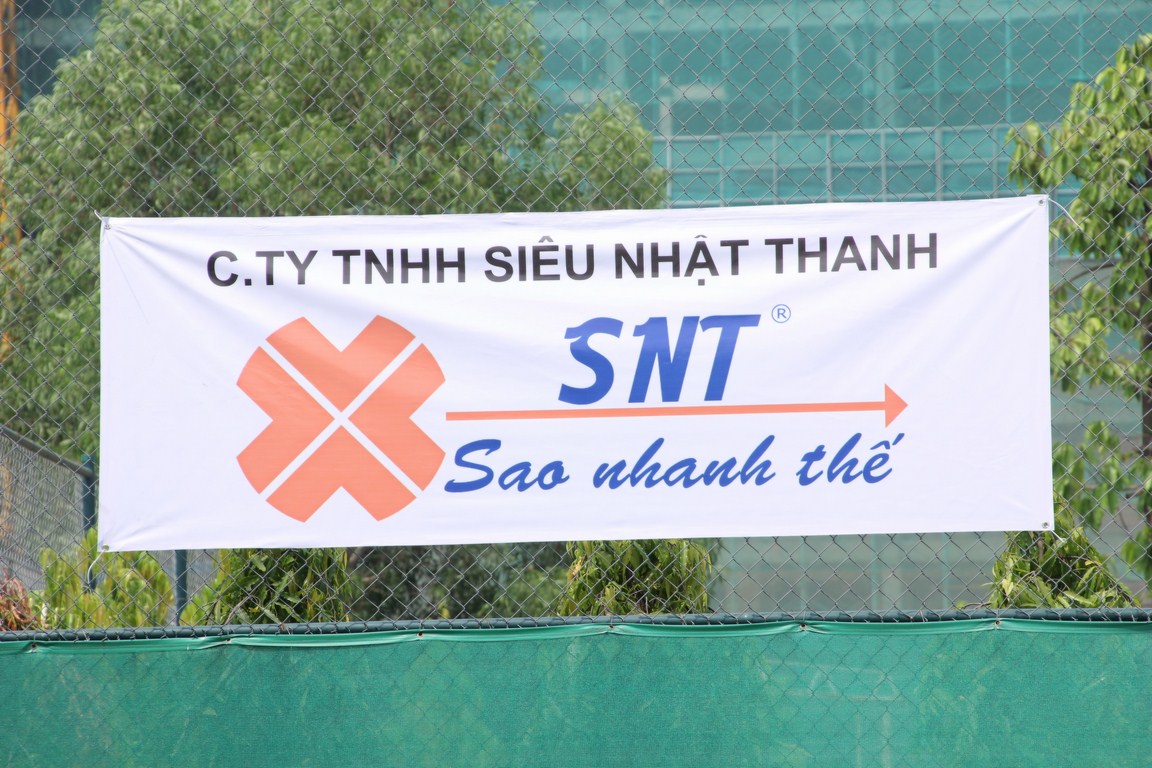 C.TY TNHH SIÊU NHẬT THANH
SNT®
Sao nhanh thế